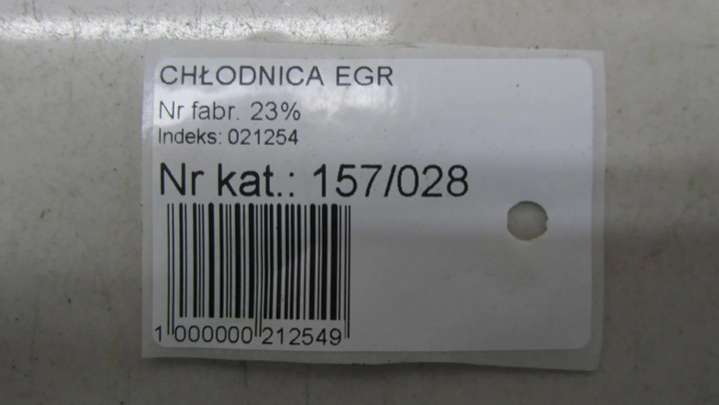 CHŁODNICA EGR
Nr fabr. 23%
Indeks: 021254
Nr kat.: 157/028
1 000000 212549